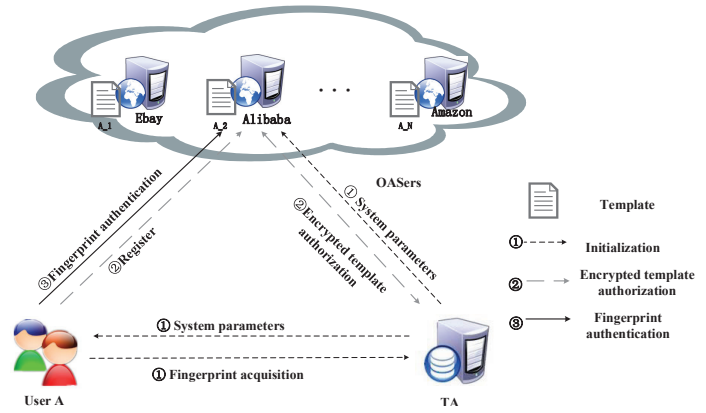 Ebay
Alibaba
. . .
Amazon
A_1
A_2
A_N
OASers
③Fingerprint authentication
②Register
① System parameters
②Encrypted template
authorization
Template
① Initialization
② Encrypted template
authorization
③ Fingerprint
authentication
① System parameters
① Fingerprint acquisition
User A
TA